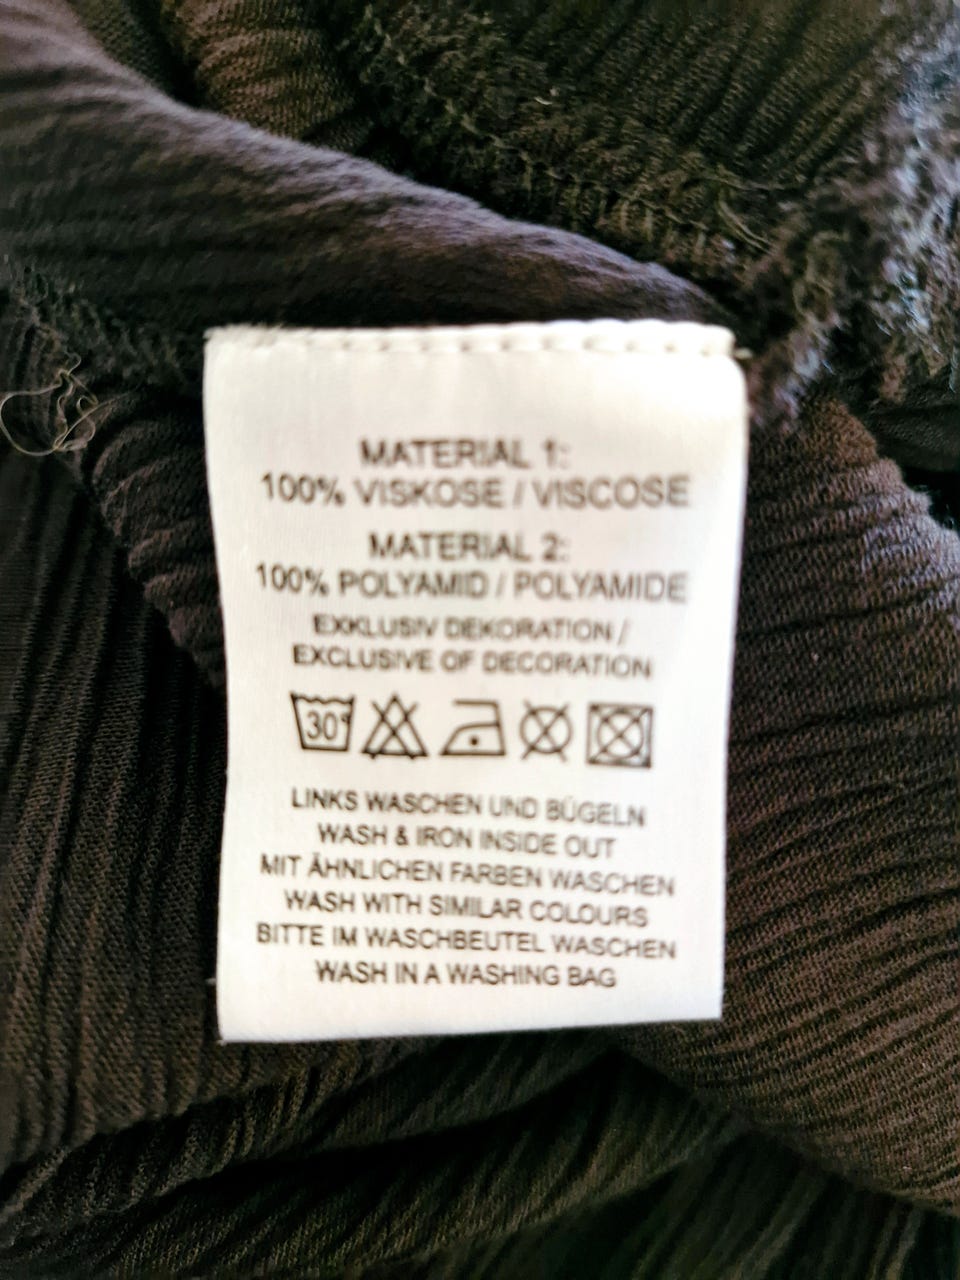 MATERIAL 1:
100% VISKOSE / VISCOSE
MATERIAL 2:
100% POLYAMID / POLYAMIDE
EXKLUSIV DEKORATION /
EXCLUSIVE OF DECORATION
30°
LINKS WASCHEN UND BÜGELN
WASH & IRON INSIDE OUT
MIT ÄHNLICHEN FARBEN WASCHEN
WASH WITH SIMILAR COLOURS
BITTE IM WASCHBEUTEL WASCHEN
WASH IN A WASHING BAG